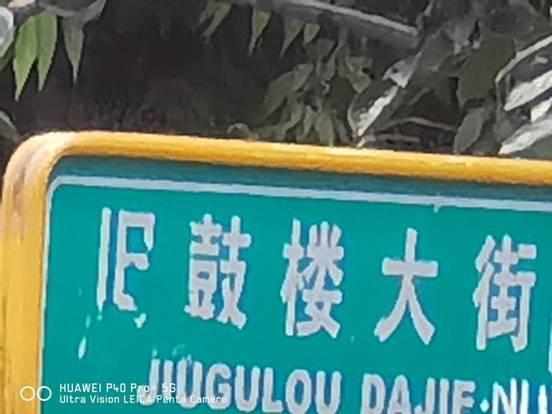 旧鼓楼大街
JIUGULOU DAJIE
HUAWEI P40 Pro+ 5G
Ultra Vision LEICA Penta Camera